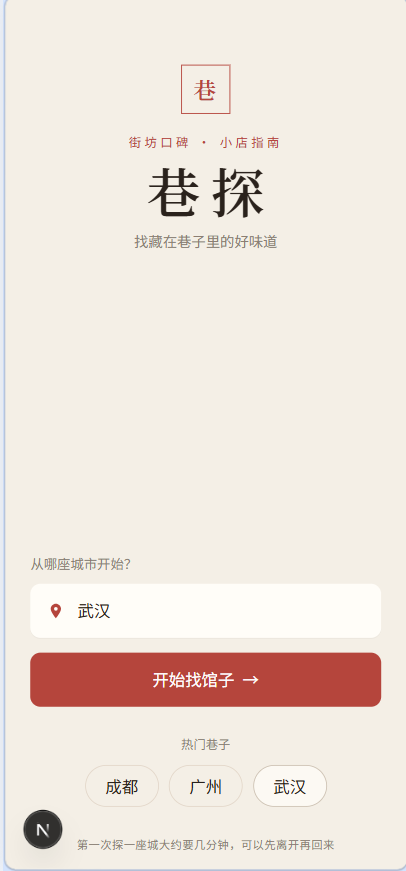 巷
街坊口碑 · 小店指南
巷探
找藏在巷子里的好味道
从哪座城市开始？
武汉
开始找馆子 →
热门巷子
成都 广州 武汉
N
第一次探一座城大约要几分钟，可以先离开再回来